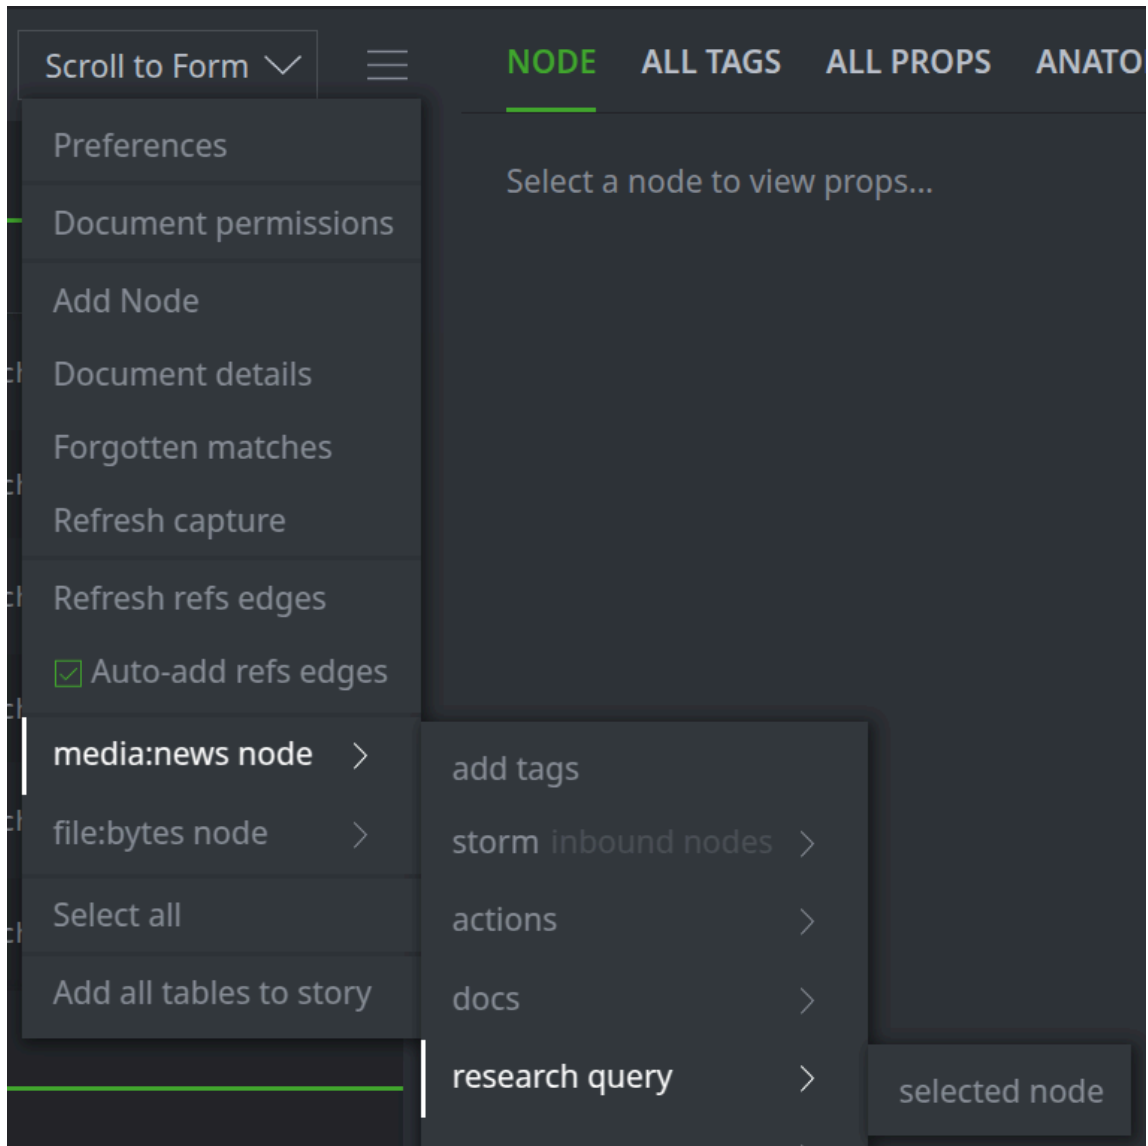 Scroll to Form
NODE ALL TAGS ALL PROPS ANATO
Select a node to view props...
Preferences
Document permissions
Add Node
Document details
Forgotten matches
Refresh capture
Refresh refs edges
Auto-add refs edges
media:news node
file:bytes node
Select all
Add all tables to story
add tags
storm inbound nodes
actions
docs
research query
selected node